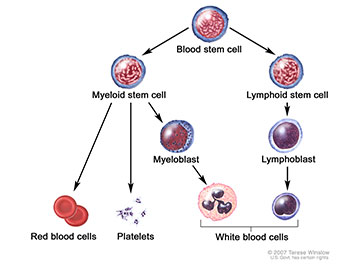 Blood stem cell
Myeloid stem cell
Lymphoid stem cell
Myeloblast
Lymphoblast
Red blood cells
Platelets
White blood cells
© 2007 Terese Winslow
U.S. Govt. has certain rights